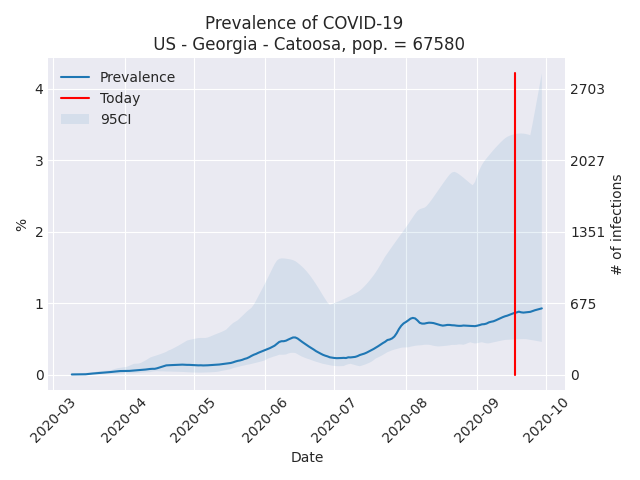 Prevalence of COVID-19
US - Georgia - Catoosa, pop. = 67580
Prevalence
Today
95CI
4
3
2
1
0
%
2703
2027
1351
675
0
# of infections
2020-03
2020-04
2020-05
2020-06
2020-07
2020-08
2020-09
2020-10
Date